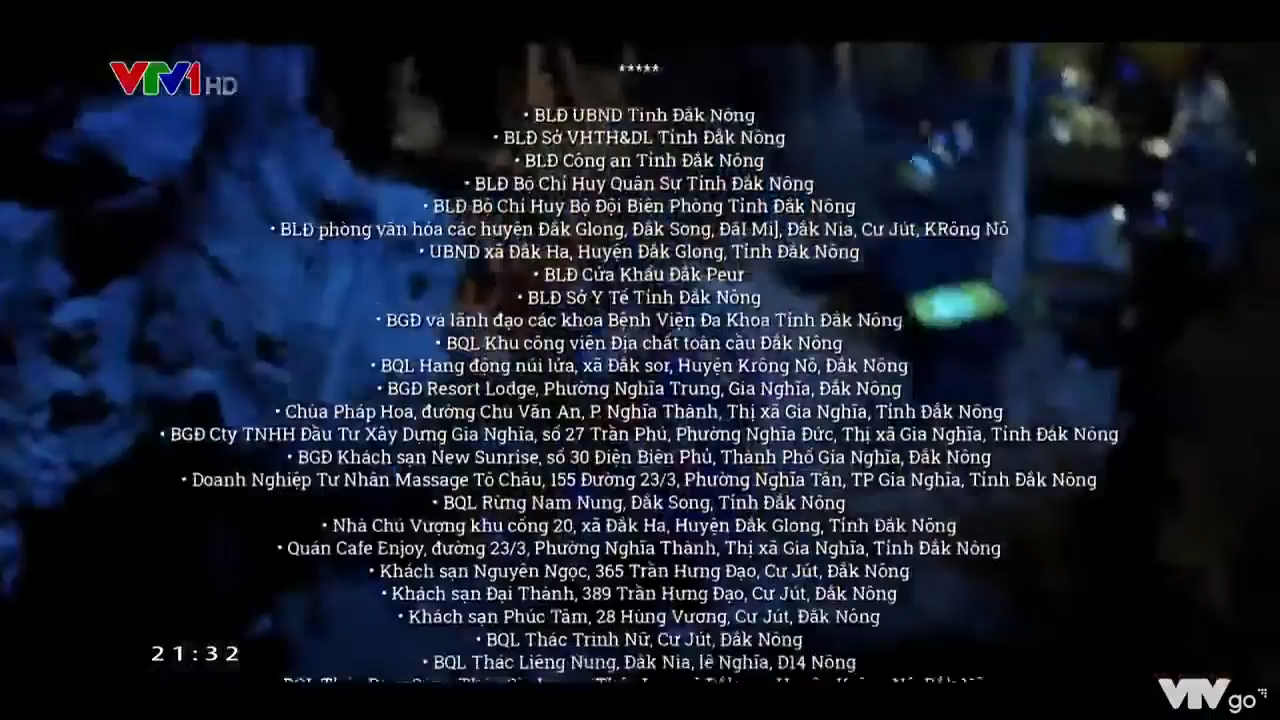 VTV1 HD
*****
• BLĐ UBND Tỉnh Đắk Nông
• BLĐ Sở VHTH&DL Tỉnh Đắk Nông
• BLĐ Công an Tỉnh Đắk Nông
• BLĐ Bộ Chỉ Huy Quân Sự Tỉnh Đắk Nông
• BLĐ Bộ Chỉ Huy Bộ Đội Biên Phòng Tỉnh Đắk Nông
• BLĐ phòng văn hóa các huyện Đắk Glong, Đắk Song, ĐăI MiỊ, Đắk Nia, Cư Jút, KRông Nô
• UBND xã Đắk Ha, Huyện Đắk Glong, Tỉnh Đắk Nông
• BLĐ Cửa Khẩu Đắk Peur
• BLĐ Sở Y Tế Tỉnh Đắk Nông
• BGĐ và lãnh đạo các khoa Bệnh Viện Đa Khoa Tỉnh Đắk Nông
• BQL Khu công viên Địa chất toàn cầu Đắk Nông
• BQL Hang động núi lửa, xã Đắk sor, Huyện Krông Nô, Đắk Nông
• BGĐ Resort Lodge, Phường Nghĩa Trung, Gia Nghĩa, Đắk Nông
• Chùa Pháp Hoa, đường Chu Văn An, P. Nghĩa Thành, Thị xã Gia Nghĩa, Tỉnh Đắk Nông
• BGĐ Cty TNHH Đầu Tư Xây Dựng Gia Nghĩa, số 27 Trần Phú, Phường Nghĩa Đức, Thị xã Gia Nghĩa, Tỉnh Đắk Nông
• BGĐ Khách sạn New Sunrise, số 30 Điện Biên Phủ, Thành Phố Gia Nghĩa, Đắk Nông
• Doanh Nghiệp Tư Nhân Massage Tô Châu, 155 Đường 23/3, Phường Nghĩa Tân, TP Gia Nghĩa, Tỉnh Đắk Nông
• BQL Rừng Nam Nung, Đắk Song, Tỉnh Đắk Nông
• Nhà Chú Vượng khu cống 20, xã Đắk Ha, Huyện Đắk Glong, Tỉnh Đắk Nông
• Quán Cafe Enjoy, đường 23/3, Phường Nghĩa Thành, Thị xã Gia Nghĩa, Tỉnh Đắk Nông
• Khách sạn Nguyên Ngọc, 365 Trần Hưng Đạo, Cư Jút, Đắk Nông
• Khách sạn Đại Thành, 389 Trần Hưng Đạo, Cư Jút, Đắk Nông
• Khách sạn Phúc Tâm, 28 Hùng Vương, Cư Jút, Đắk Nông
• BQL Thác Trinh Nữ, Cư Jút, Đắk Nông
• BQL Thác Liêng Nung, Đắk Nia, lê Nghĩa, D14 Nông
21:32
VTV go